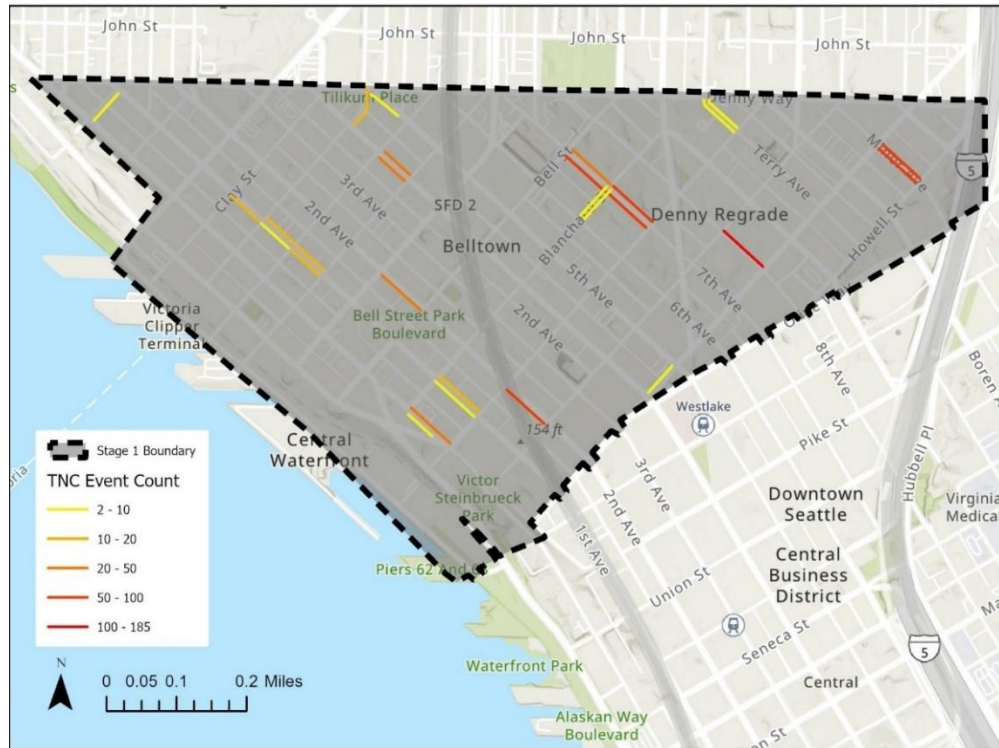 John St
John St
John St
John St
Tilikum Place
Denny Way
Bell St
Terry Ave
5
Clay St
3rd Ave
SFD 2
Denny Regrade
Howell St
2nd Ave
Belltown
5th Ave
7th Ave
Victoria
Clipper
Terminal
Bell Street Park
Boulevard
2nd Ave
6th Ave
8th Ave
Boren A
Westlake
154 ft
Pike St
Hubbell Pl
Central
Waterfront
3rd Ave
Victor
Steinbrueck
Park
2nd Ave
Downtown
Seattle
Virginia
Medic
1st Ave
Central
Business
District
Piers 62 And
Union St
Seneca St
5
Waterfront Park
Central
Alaskan Way
Boulevard
Stage 1 Boundary
TNC Event Count
2 - 10
10 - 20
20 - 50
50 - 100
100 - 185
N
0 0.05 0.1 0.2 Miles